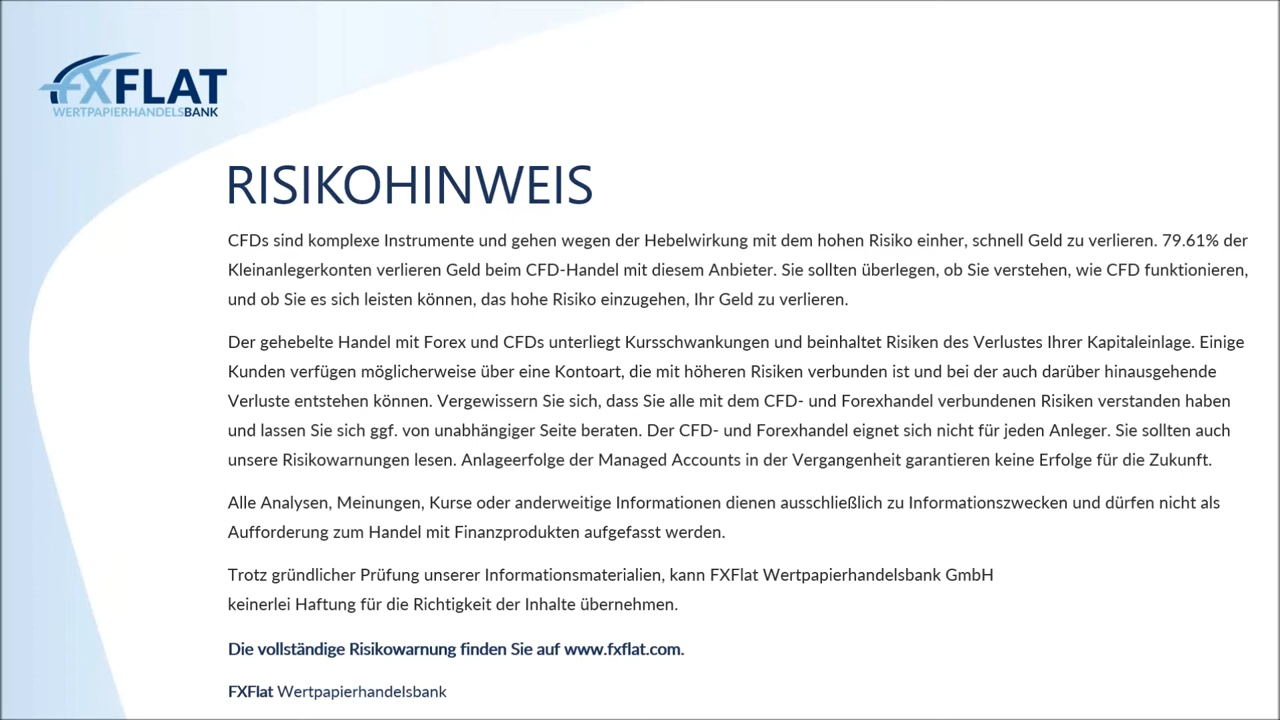 FXFLAT
WERTPAPIERHANDELSBANK
RISIKOHINWEIS
CFDs sind komplexe Instrumente und gehen wegen der Hebelwirkung mit dem hohen Risiko einher, schnell Geld zu verlieren. 79.61% der
Kleinanlegerkonten verlieren Geld beim CFD-Handel mit diesem Anbieter. Sie sollten überlegen, ob Sie verstehen, wie CFD funktionieren,
und ob Sie es sich leisten können, das hohe Risiko einzugehen, Ihr Geld zu verlieren.
Der gehebelte Handel mit Forex und CFDs unterliegt Kursschwankungen und beinhaltet Risiken des Verlustes Ihrer Kapitaleinlage. Einige
Kunden verfügen möglicherweise über eine Kontoart, die mit höheren Risiken verbunden ist und bei der auch darüber hinausgehende
Verluste entstehen können. Vergewissern Sie sich, dass Sie alle mit dem CFD- und Forexhandel verbundenen Risiken verstanden haben
und lassen Sie sich ggf. von unabhängiger Seite beraten. Der CFD- und Forexhandel eignet sich nicht für jeden Anleger. Sie sollten auch
unsere Risikowarnungen lesen. Anlageerfolge der Managed Accounts in der Vergangenheit garantieren keine Erfolge für die Zukunft.
Alle Analysen, Meinungen, Kurse oder anderweitige Informationen dienen ausschließlich zu Informationszwecken und dürfen nicht als
Aufforderung zum Handel mit Finanzprodukten aufgefasst werden.
Trotz gründlicher Prüfung unserer Informationsmaterialien, kann FXFlat Wertpapierhandelsbank GmbH
keinerlei Haftung für die Richtigkeit der Inhalte übernehmen.
Die vollständige Risikowarnung finden Sie auf www.fxflat.com.
FXFlat Wertpapierhandelsbank